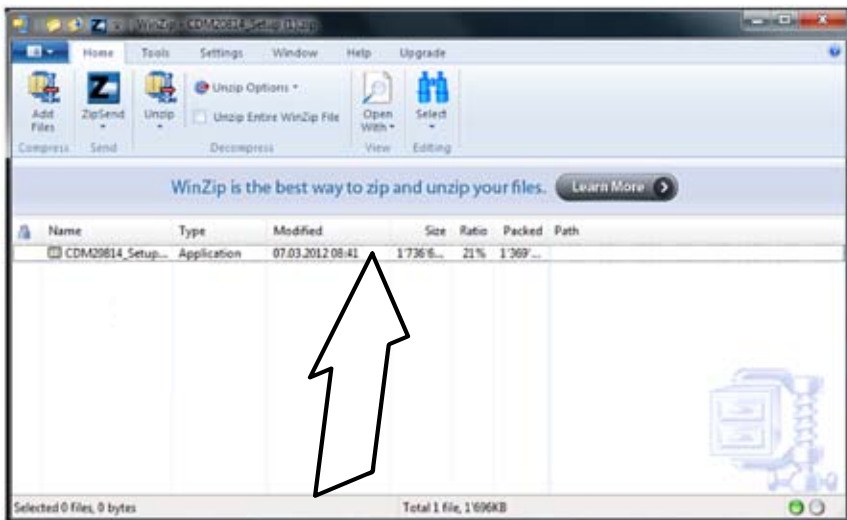 WinZip - CDM20814_Setup (1).zip
Home Tools Settings Window Help Upgrade
Add Files
ZipSend
Unzip
Unzip Options
Unzip Entire WinZip File
Open With
Select
Compress Send Decompress View Editing
WinZip is the best way to zip and unzip your files. Learn More
Name Type Modified Size Ratio Packed Path
CDM20814_Setup... Application 07.03.2012 08:41 1'736'6... 21% 1'369'...
Selected 0 files, 0 bytes Total 1 file, 1'696KB